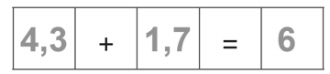 4,3 + 1,7 = 6